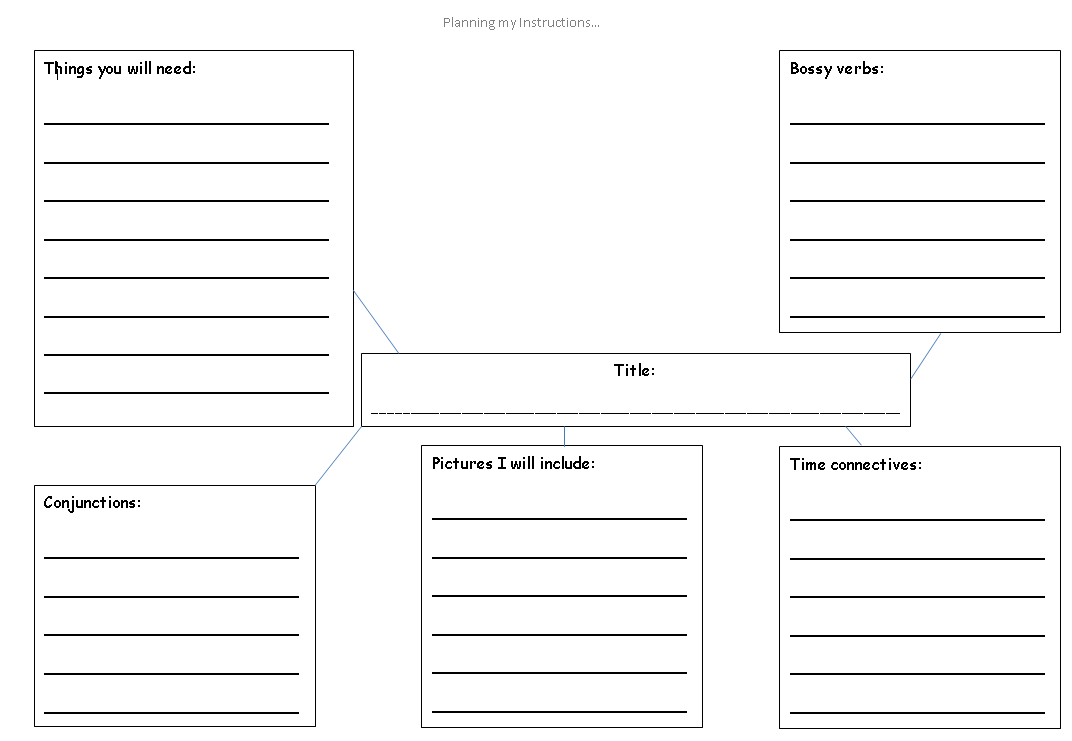 Planning my Instructions...
Things you will need:
Bossy verbs:
Title:
Pictures I will include:
Time connectives:
Conjunctions: